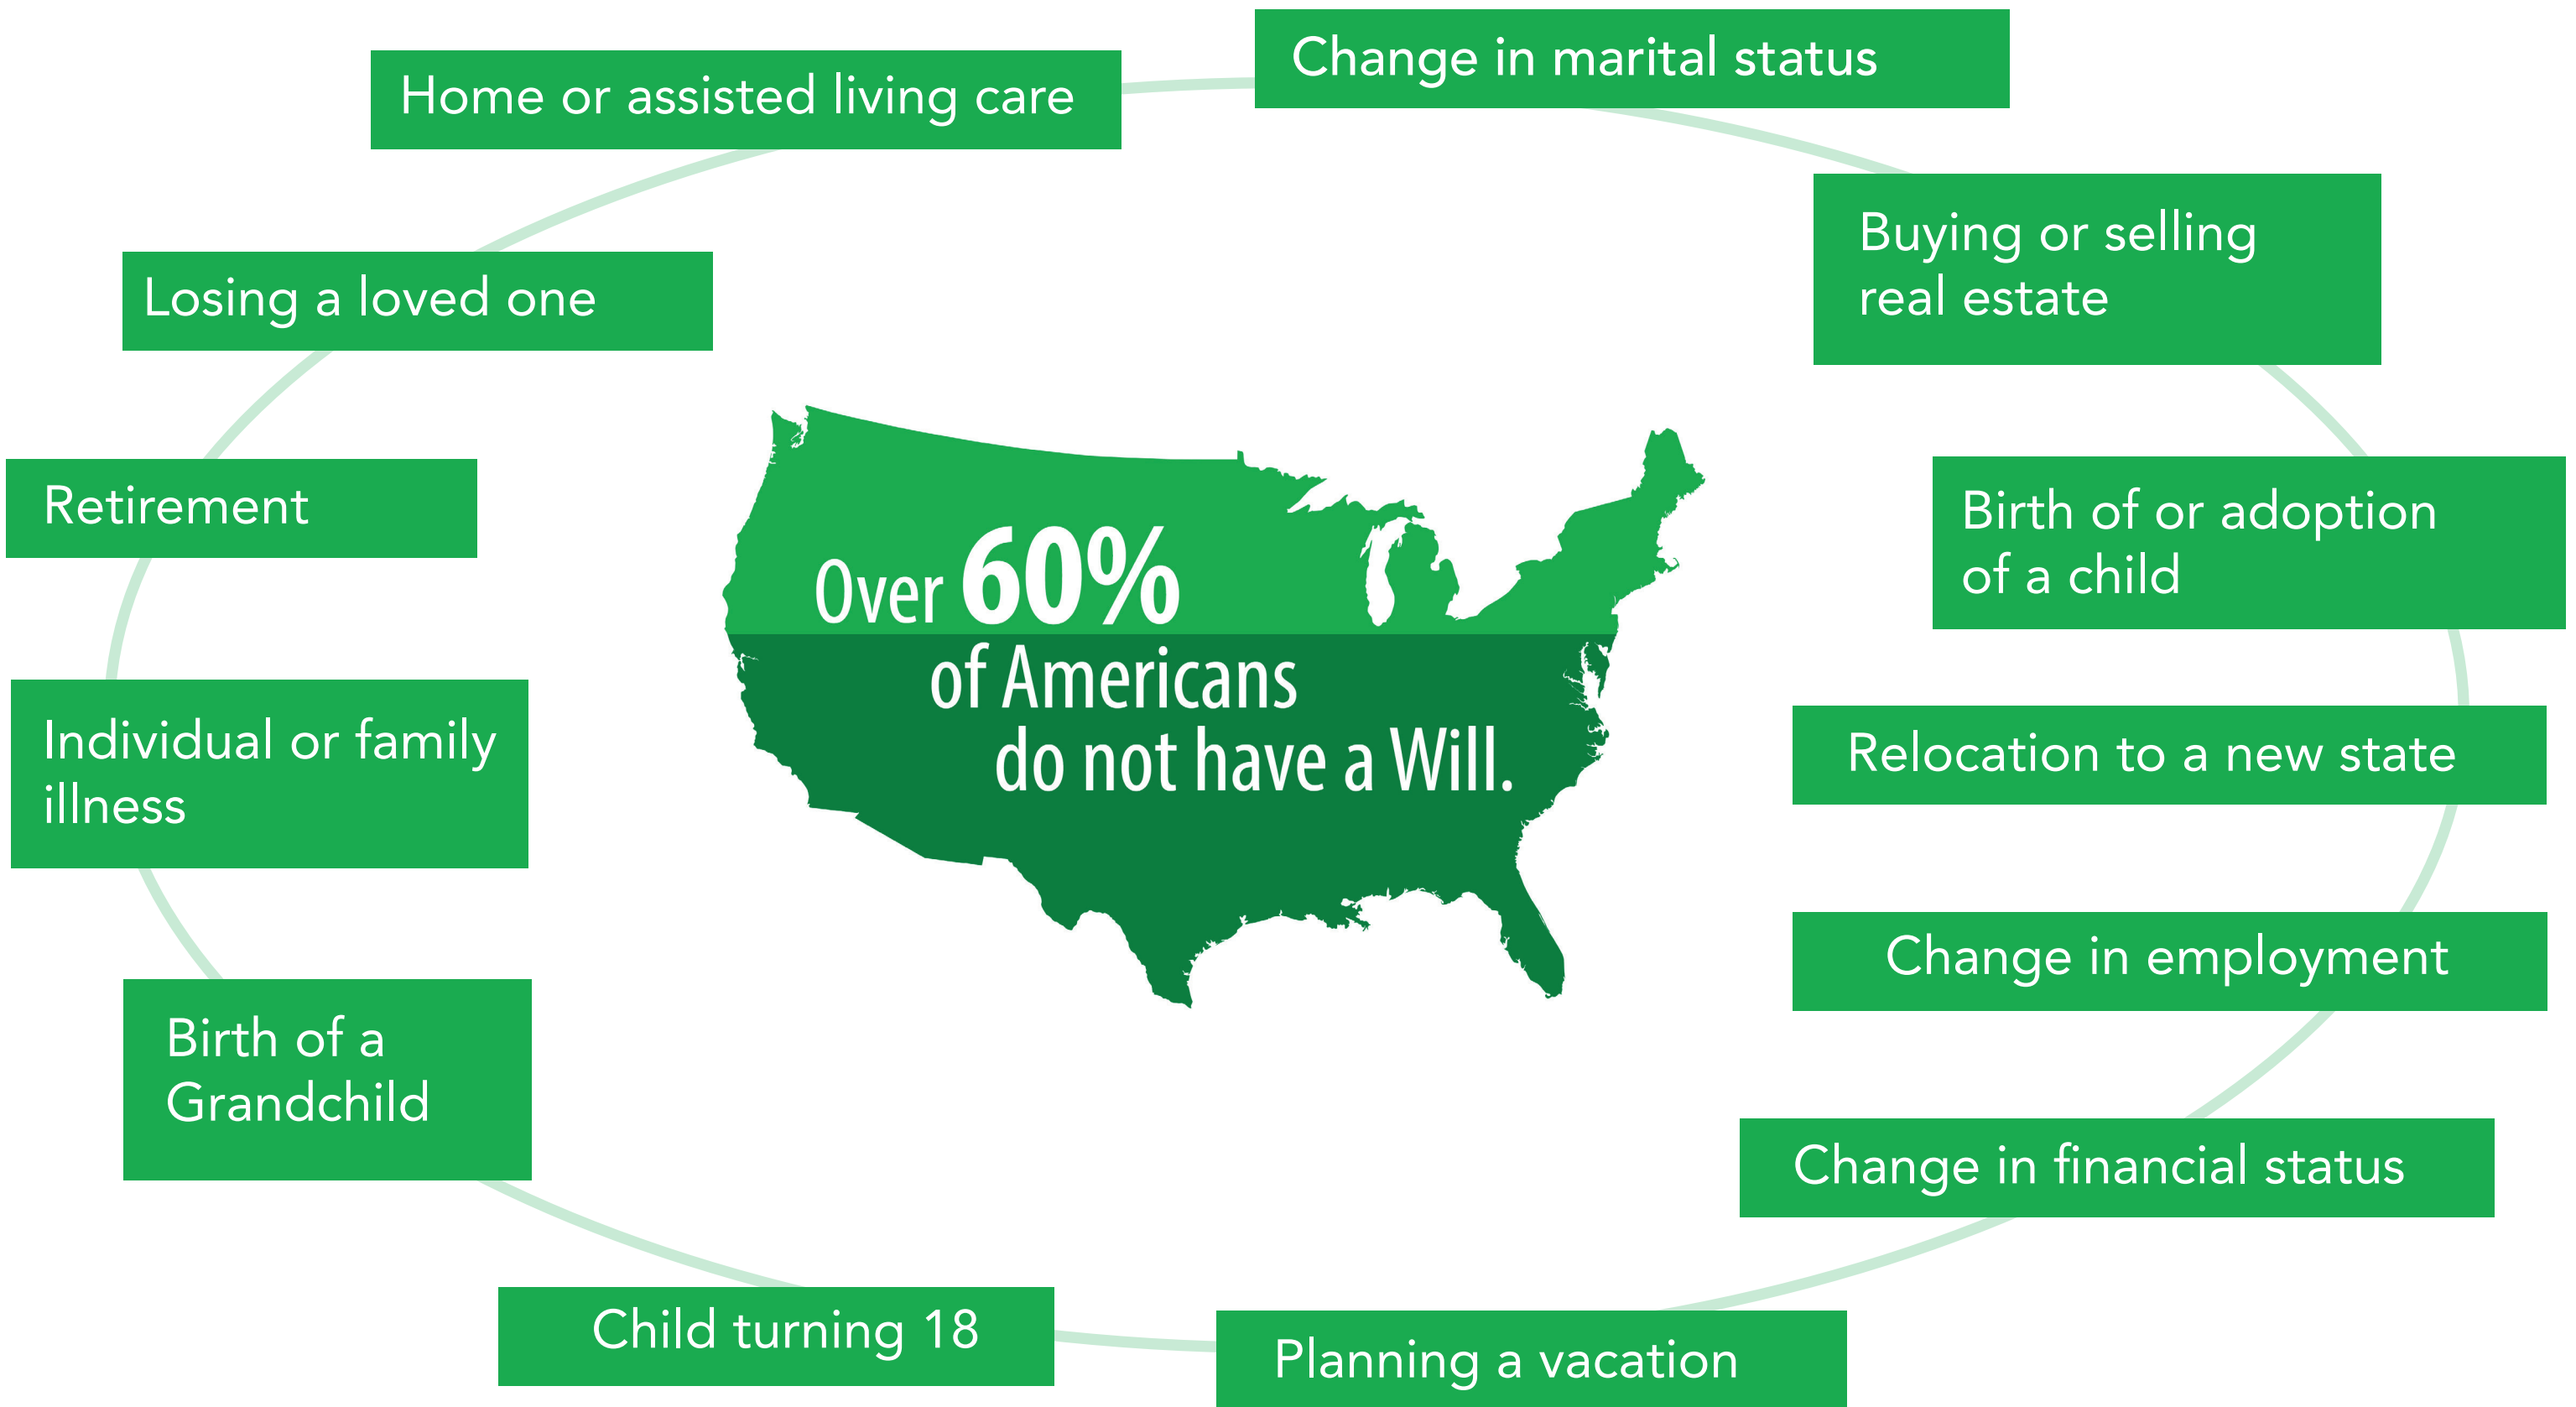 Change in marital status
Home or assisted living care
Buying or selling
real estate
Losing a loved one
Retirement
Birth of or adoption
of a child
Over 60%
of Americans
do not have a Will.
Individual or family
illness
Relocation to a new state
Change in employment
Birth of a
Grandchild
Change in financial status
Child turning 18
Planning a vacation